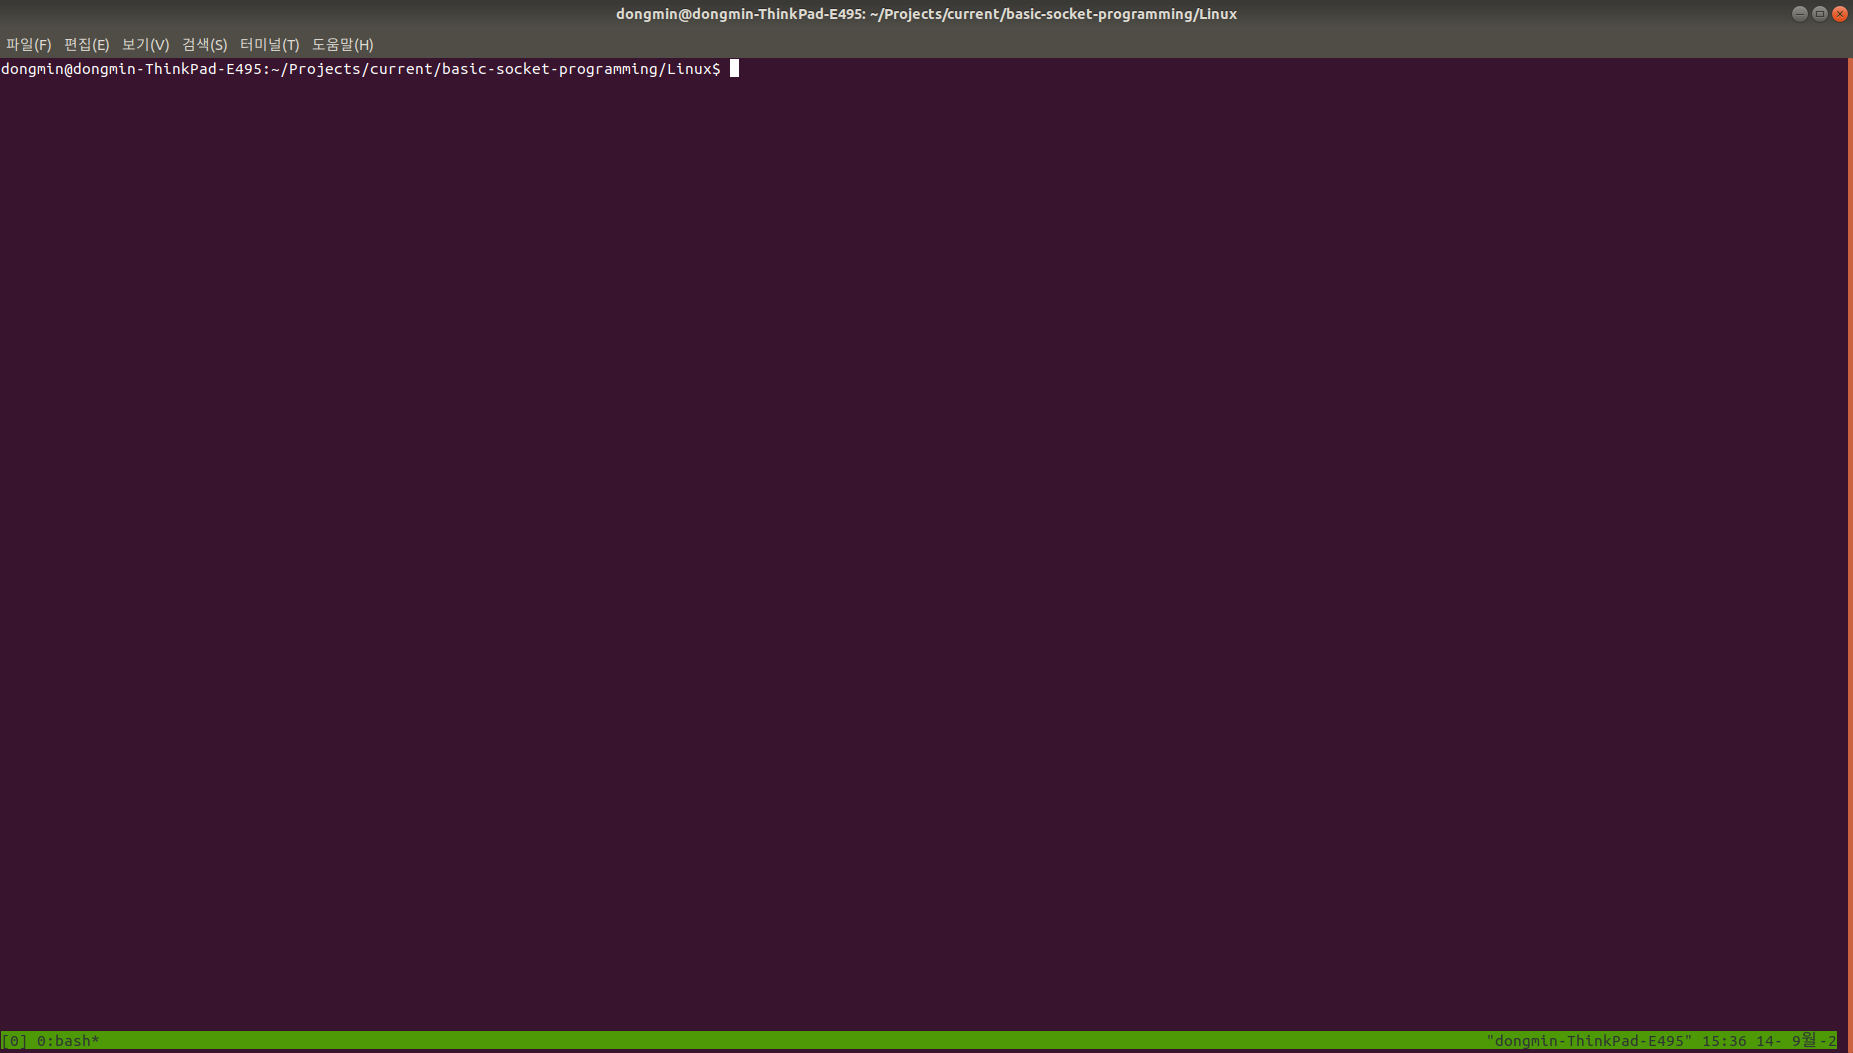 dongmin@dongmin-ThinkPad-E495: ~/Projects/current/basic-socket-programming/Linux
파일(F) 편집(E) 보기(V) 검색(S) 터미널(T) 도움말(H)
dongmin@dongmin-ThinkPad-E495:~/Projects/current/basic-socket-programming/Linux$
[0] 0:bash* "dongmin-ThinkPad-E495" 15:36 14- 9월-2